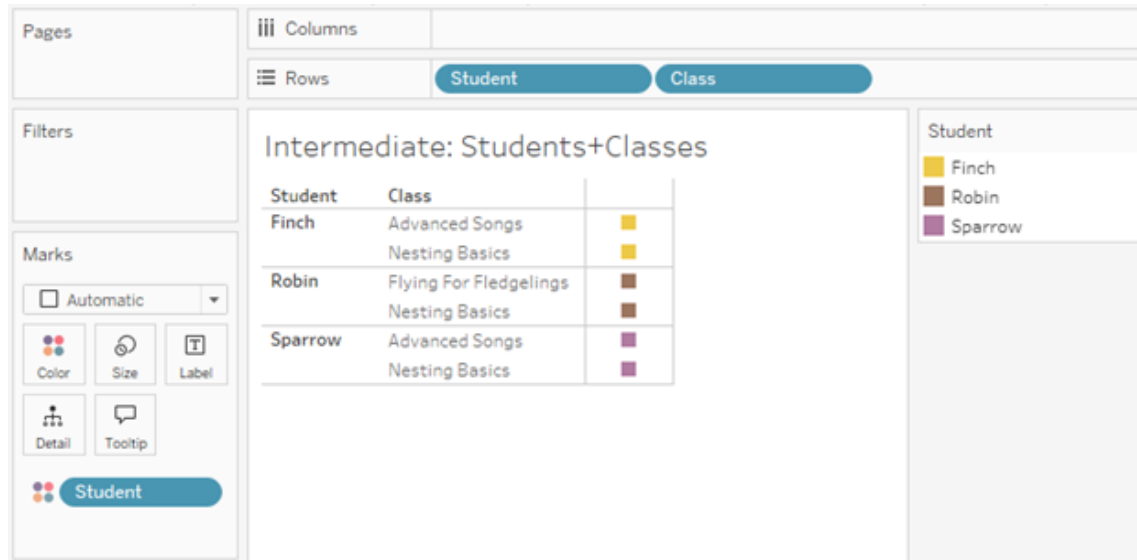 Pages
Columns
Rows Student Class
Filters
Intermediate: Students+Classes
Student Class
Finch Advanced Songs
Nesting Basics
Robin Flying For Fledgelings
Nesting Basics
Sparrow Advanced Songs
Nesting Basics
Marks
Automatic
Color Size T Label
Detail Tooltip
Student
Student
Finch
Robin
Sparrow